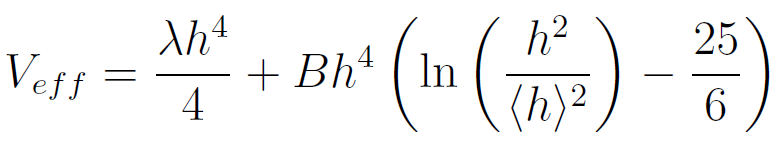 V_{eff} = \frac{\lambda h^4}{4} + Bh^4 \left( \ln \left( \frac{h^2}{\langle h \rangle^2} \right) - \frac{25}{6} \right)